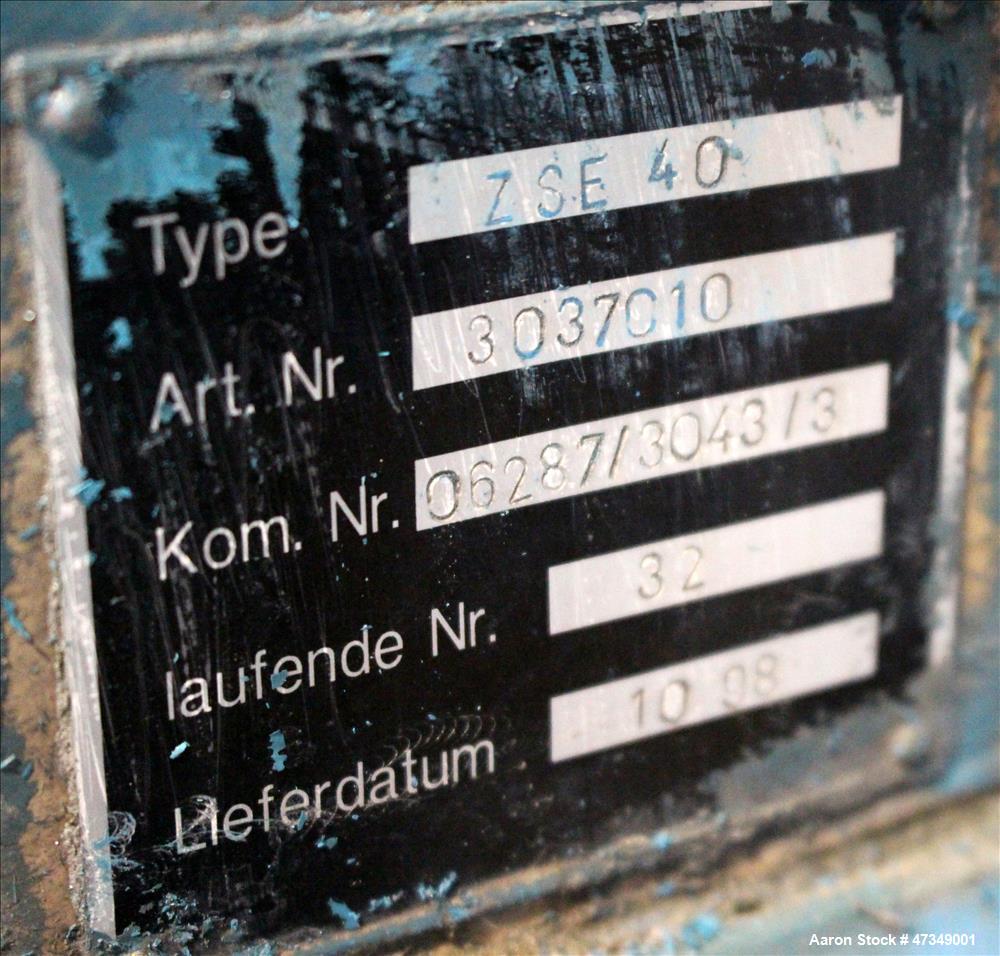 Type ZSE 40
Art. Nr. 3037010
Kom. Nr. 06287/3043/3
laufende Nr. 32
Lieferdatum 10 98
Aaron Stock # 47349001